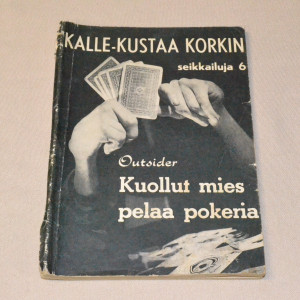 KALLE-KUSTAA KORKIN
seikkailuja 6
Outsider
Kuollut mies
pelaa pokeria